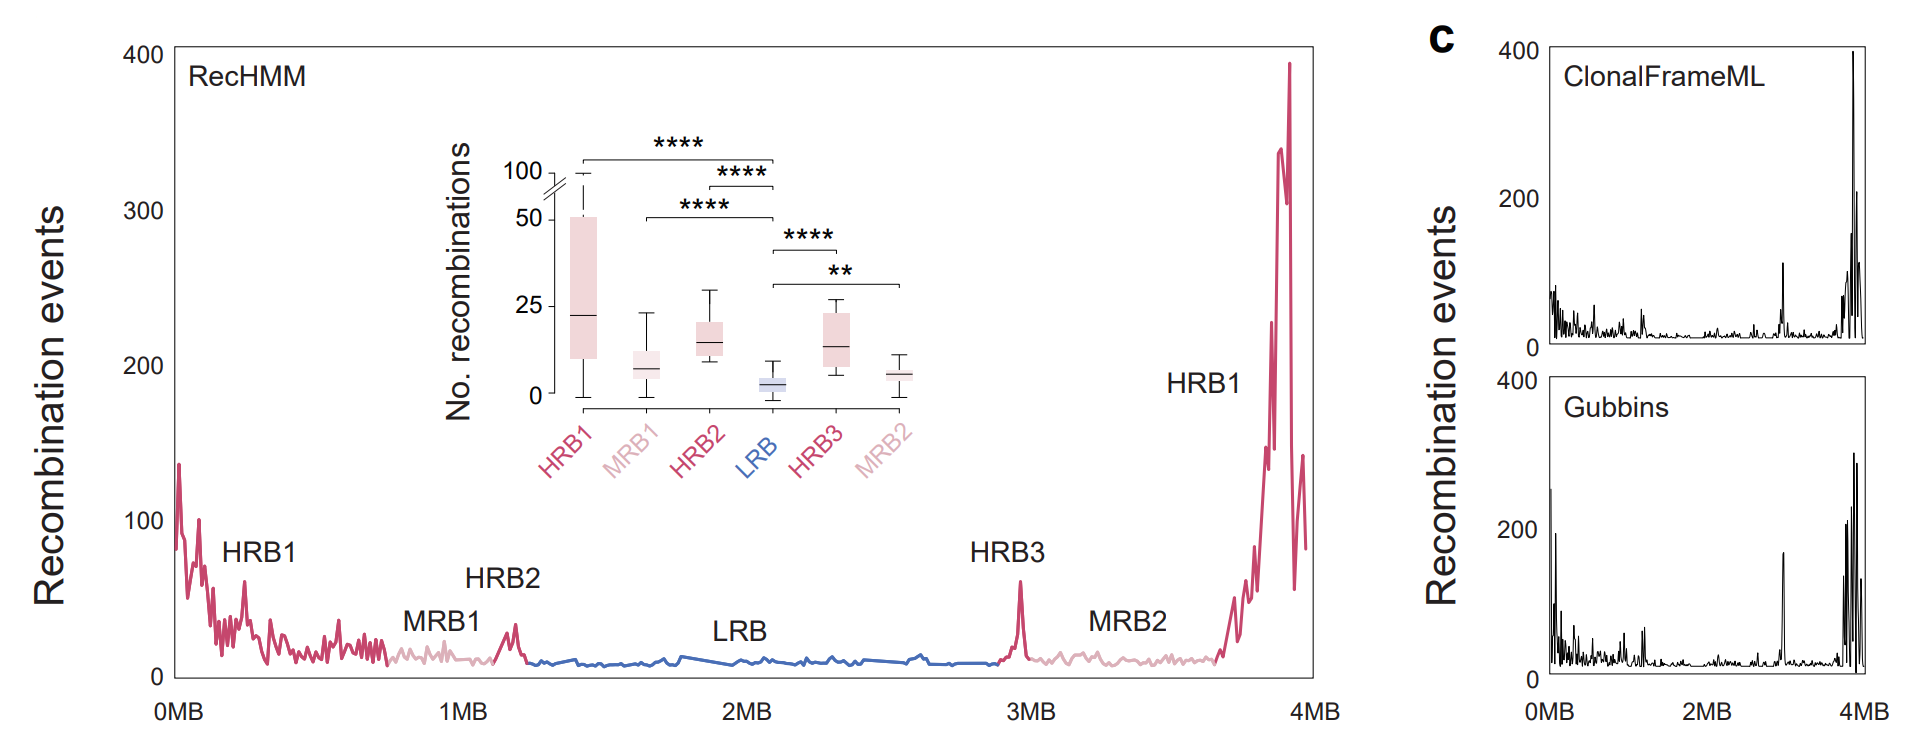 RecHMM
Recombination events
400
300
200
100
0
0MB
1MB
2MB
3MB
4MB
HRB1
MRB1
HRB2
LRB
HRB3
MRB2
HRB1
No. recombinations
100
50
25
0
****
****
****
****
**
HRB1
MRB1
HRB2
LRB
HRB3
MRB2
c
Recombination events
ClonalFrameML
400
200
0
Gubbins
400
200
0
0MB
2MB
4MB